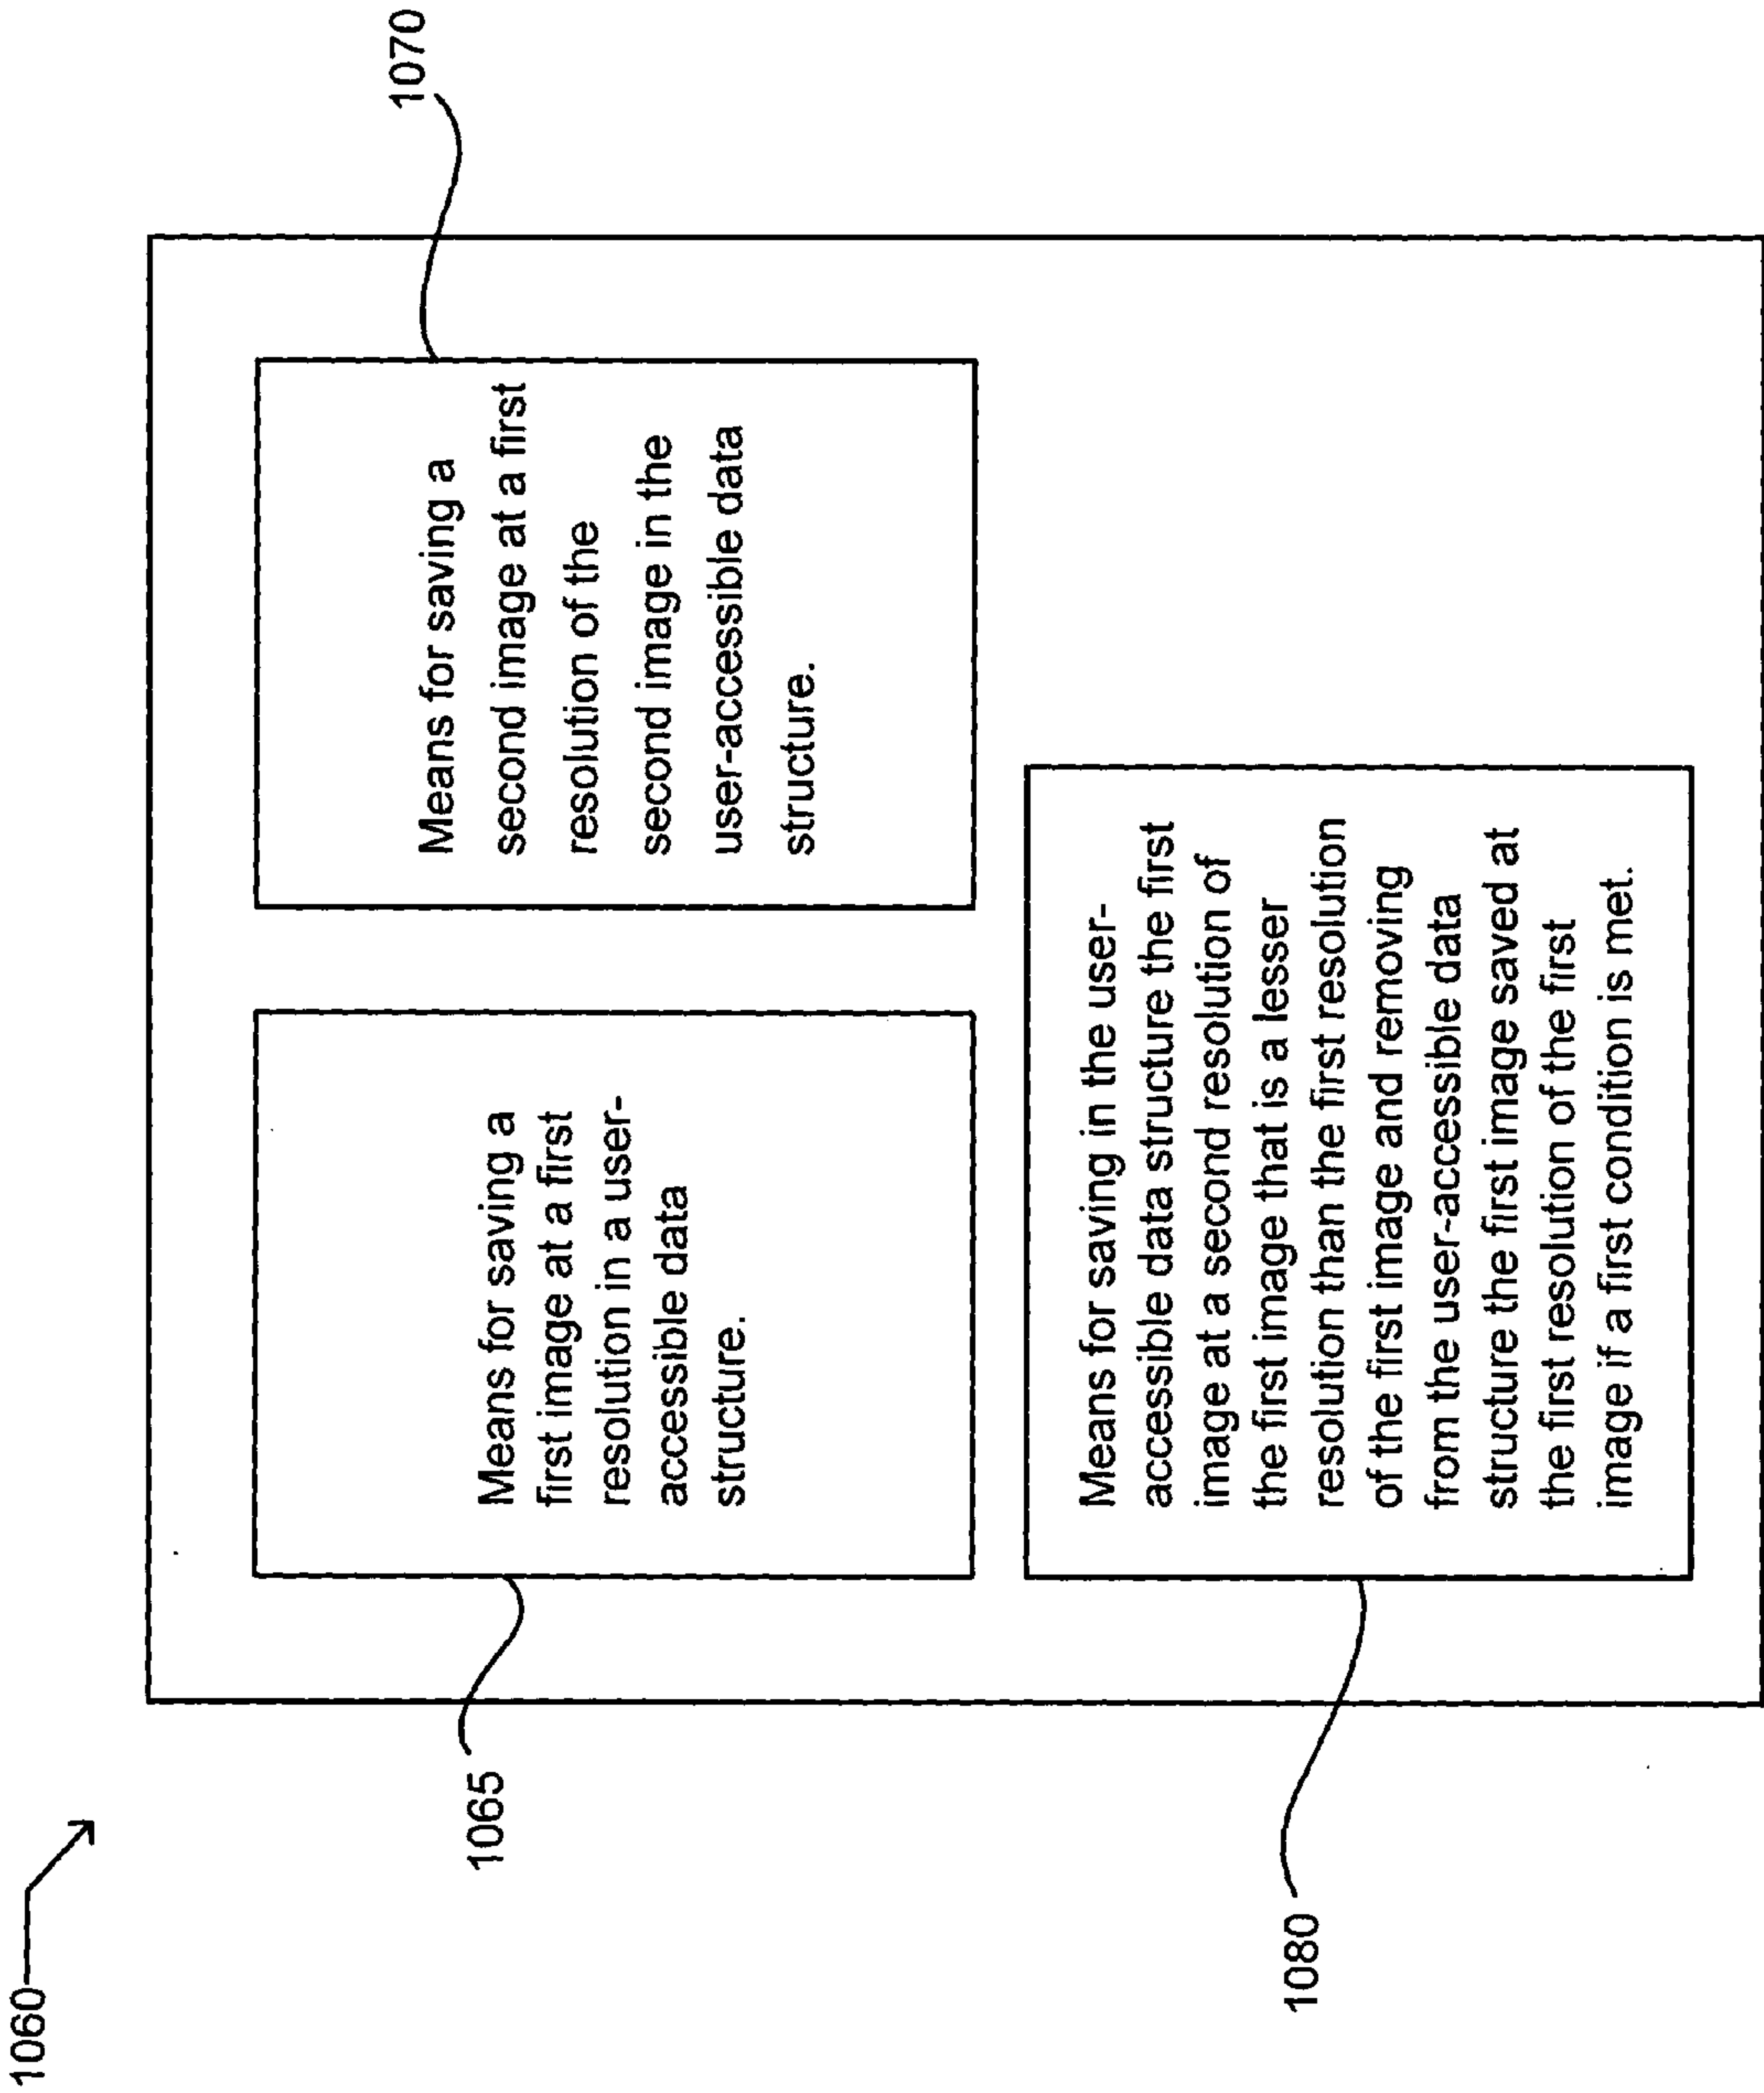 1060
1065
Means for saving a
first image at a first
resolution in a user-
accessible data
structure.
Means for saving a
second image at a first
resolution of the
second image in the
user-accessible data
structure.
1070
1080
Means for saving in the user-
accessible data structure the first
image at a second resolution of
the first image that is a lesser
resolution than the first resolution
of the first image and removing
from the user-accessible data
structure the first image saved at
the first resolution of the first
image if a first condition is met.